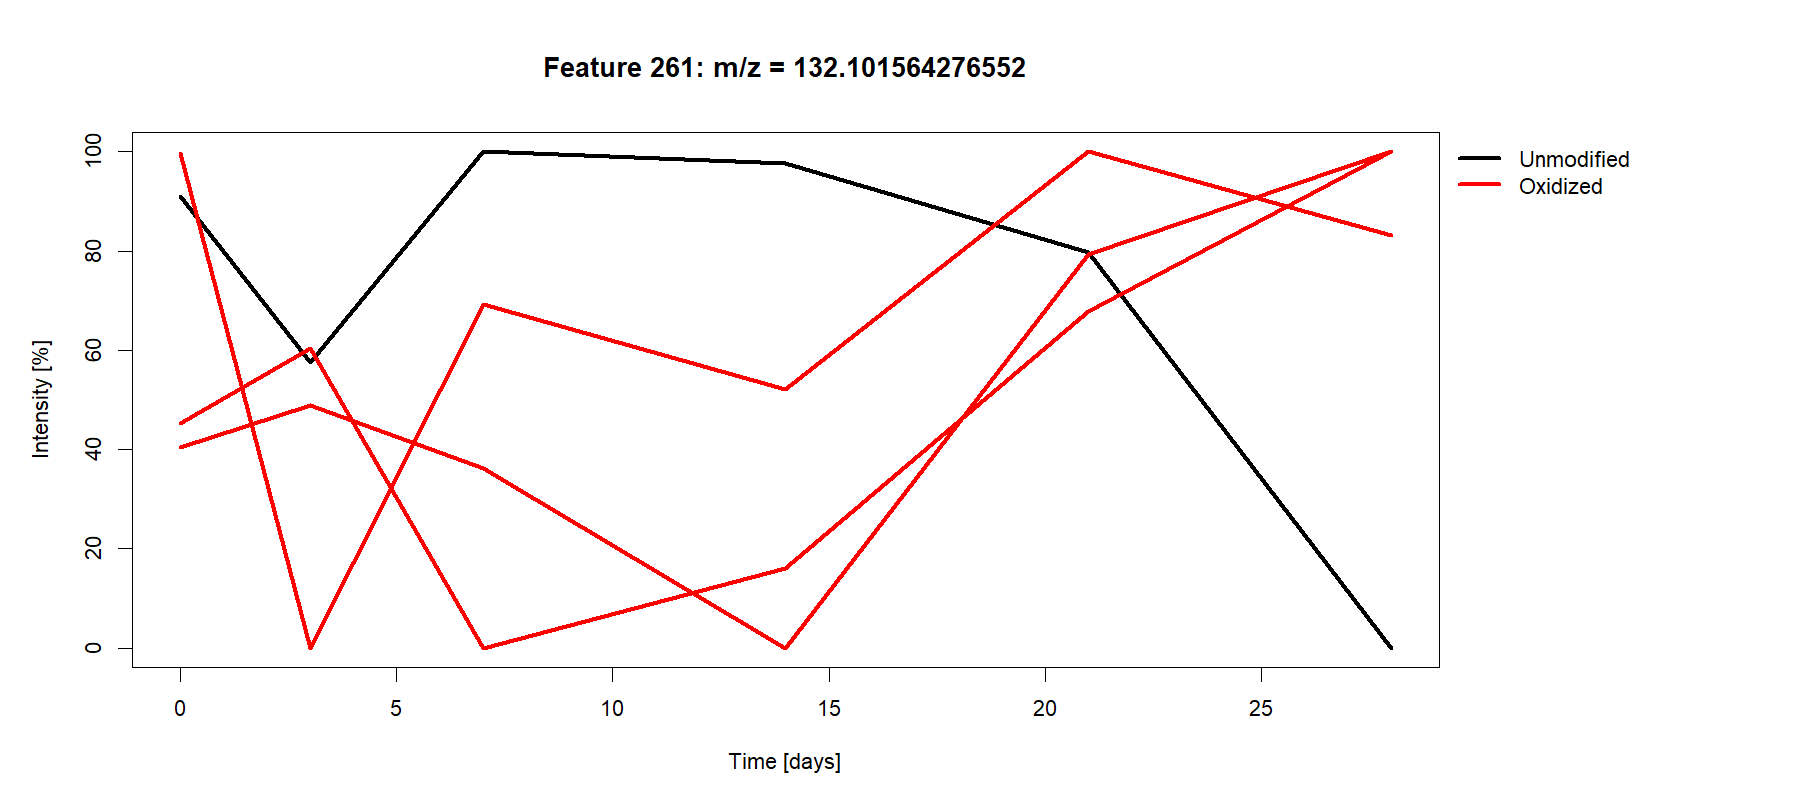 Feature 261: m/z = 132.101564276552
Unmodified
Oxidized
Intensity [%]
100
80
60
40
20
0
0 5 10 15 20 25
Time [days]